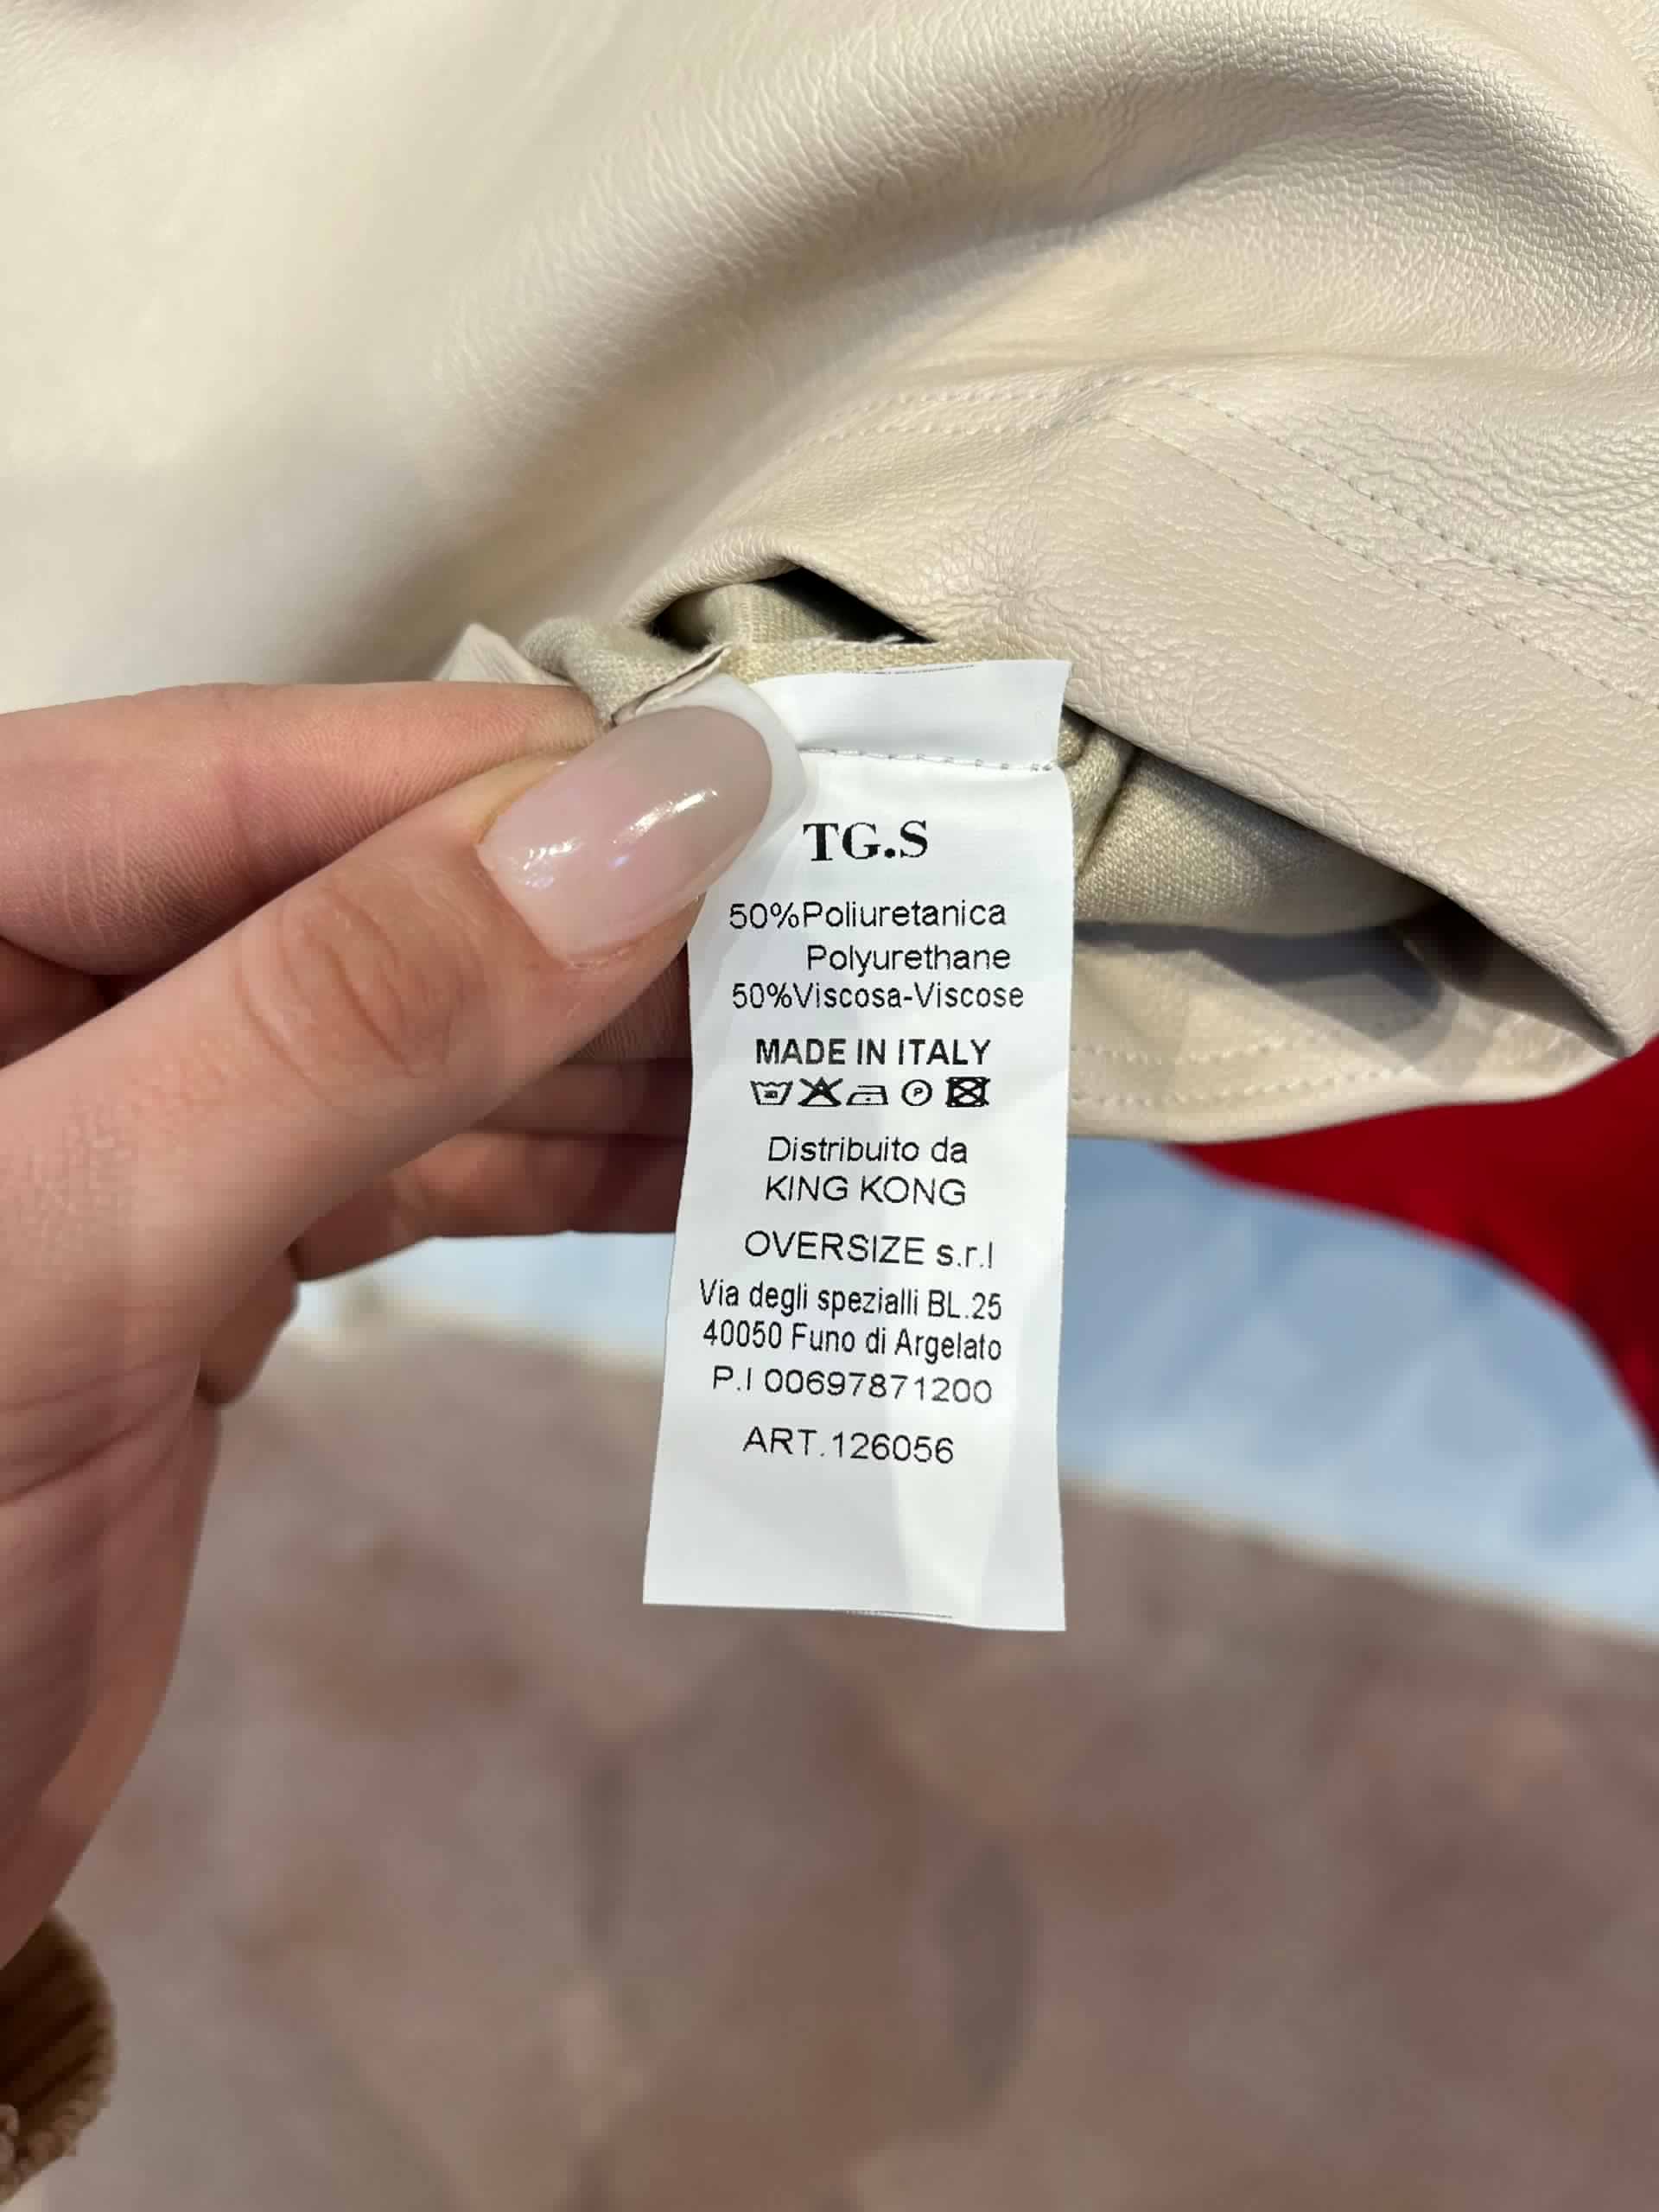 TG.S
50%Poliuretanica
Polyurethane
50%Viscosa-Viscose
MADE IN ITALY
Distribuito da
KING KONG
OVERSIZE s.r.l
Via degli spezialli BL.25
40050 Funo di Argelato
P.I 00697871200
ART.126056